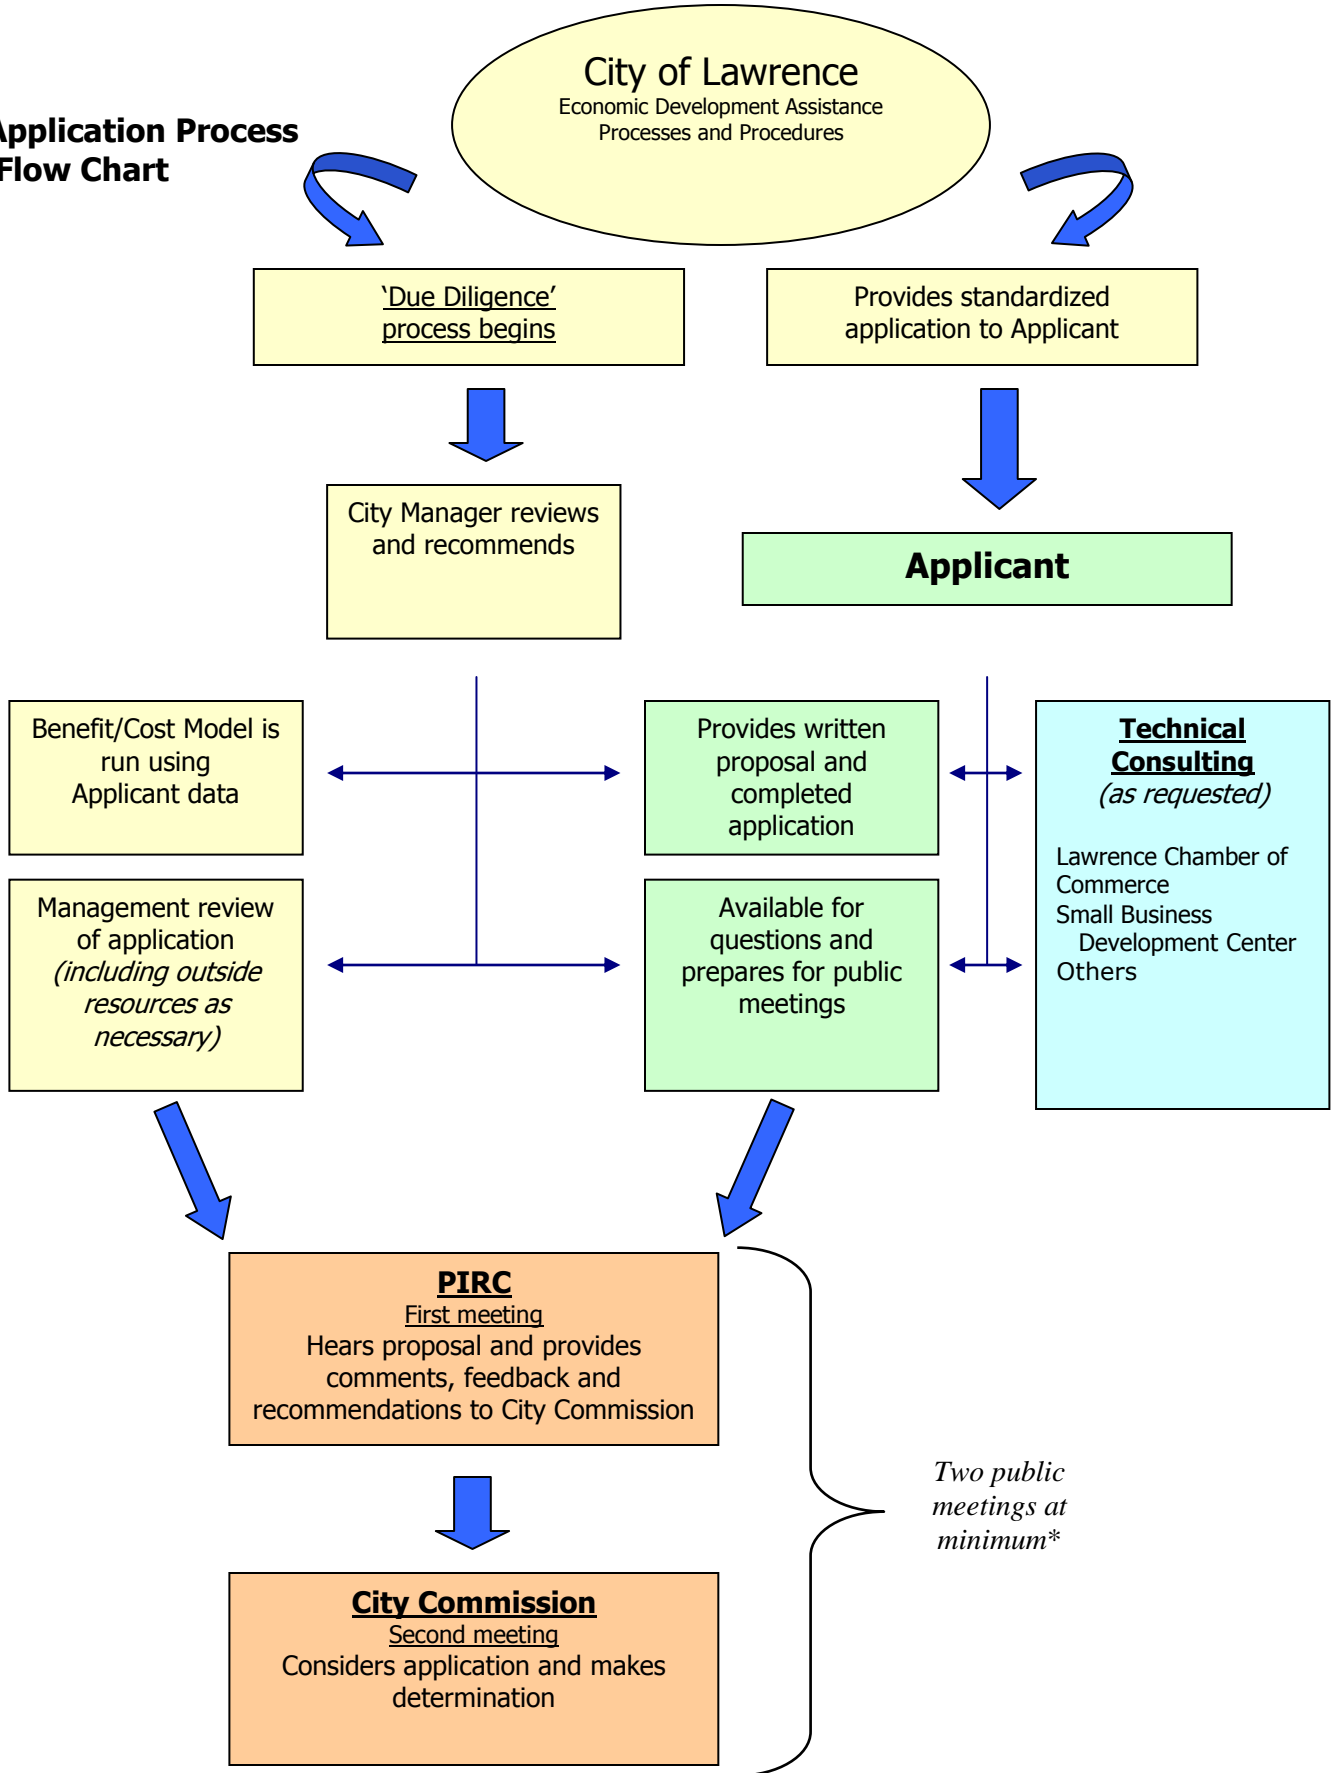 City of Lawrence
Economic Development Assistance
Processes and Procedures
Application Process
Flow Chart
‘Due Diligence’
process begins
Provides standardized
application to Applicant
City Manager reviews
and recommends
Applicant
Benefit/Cost Model is
run using
Applicant data
Provides written
proposal and
completed
application
Technical
Consulting
(as requested)
Lawrence Chamber of
Commerce
Small Business
Development Center
Others
Management review
of application
(including outside
resources as
necessary)
Available for
questions and
prepares for public
meetings
PIRC
First meeting
Hears proposal and provides
comments, feedback and
recommendations to City Commission
Two public
meetings at
minimum*
City Commission
Second meeting
Considers application and makes
determination